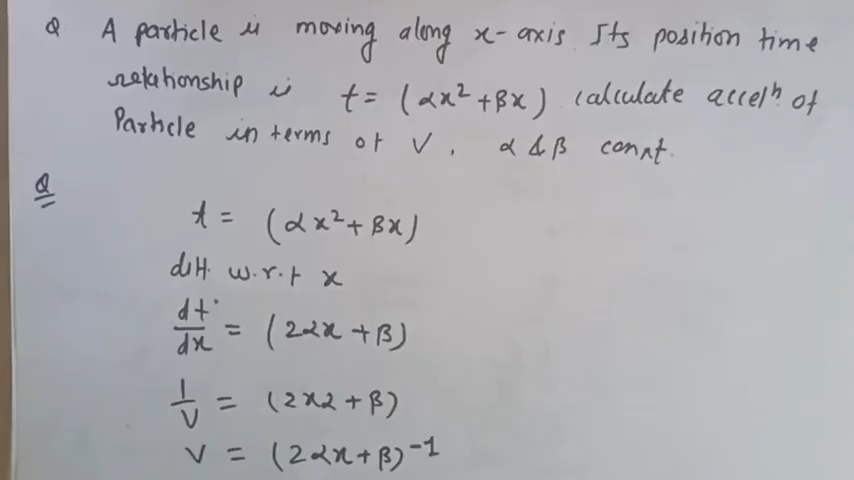 Q A particle is moving along x-axis Its position time
relationship is t = (αx² + βx) calculate accelⁿ of
Particle in terms of V. α & β const.
Q
t = (αx² + βx)
diff. w.r.t x
dt/dx = (2αx + β)
1/V = (2xα + β)
V = (2αx + β)⁻¹